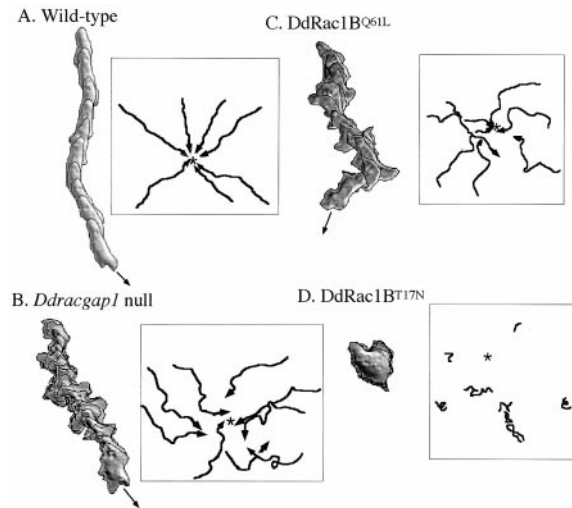 A. Wild-type
C. DdRac1BQ61L
*
*
B. Ddracgap1 null
D. DdRac1BT17N
*
*